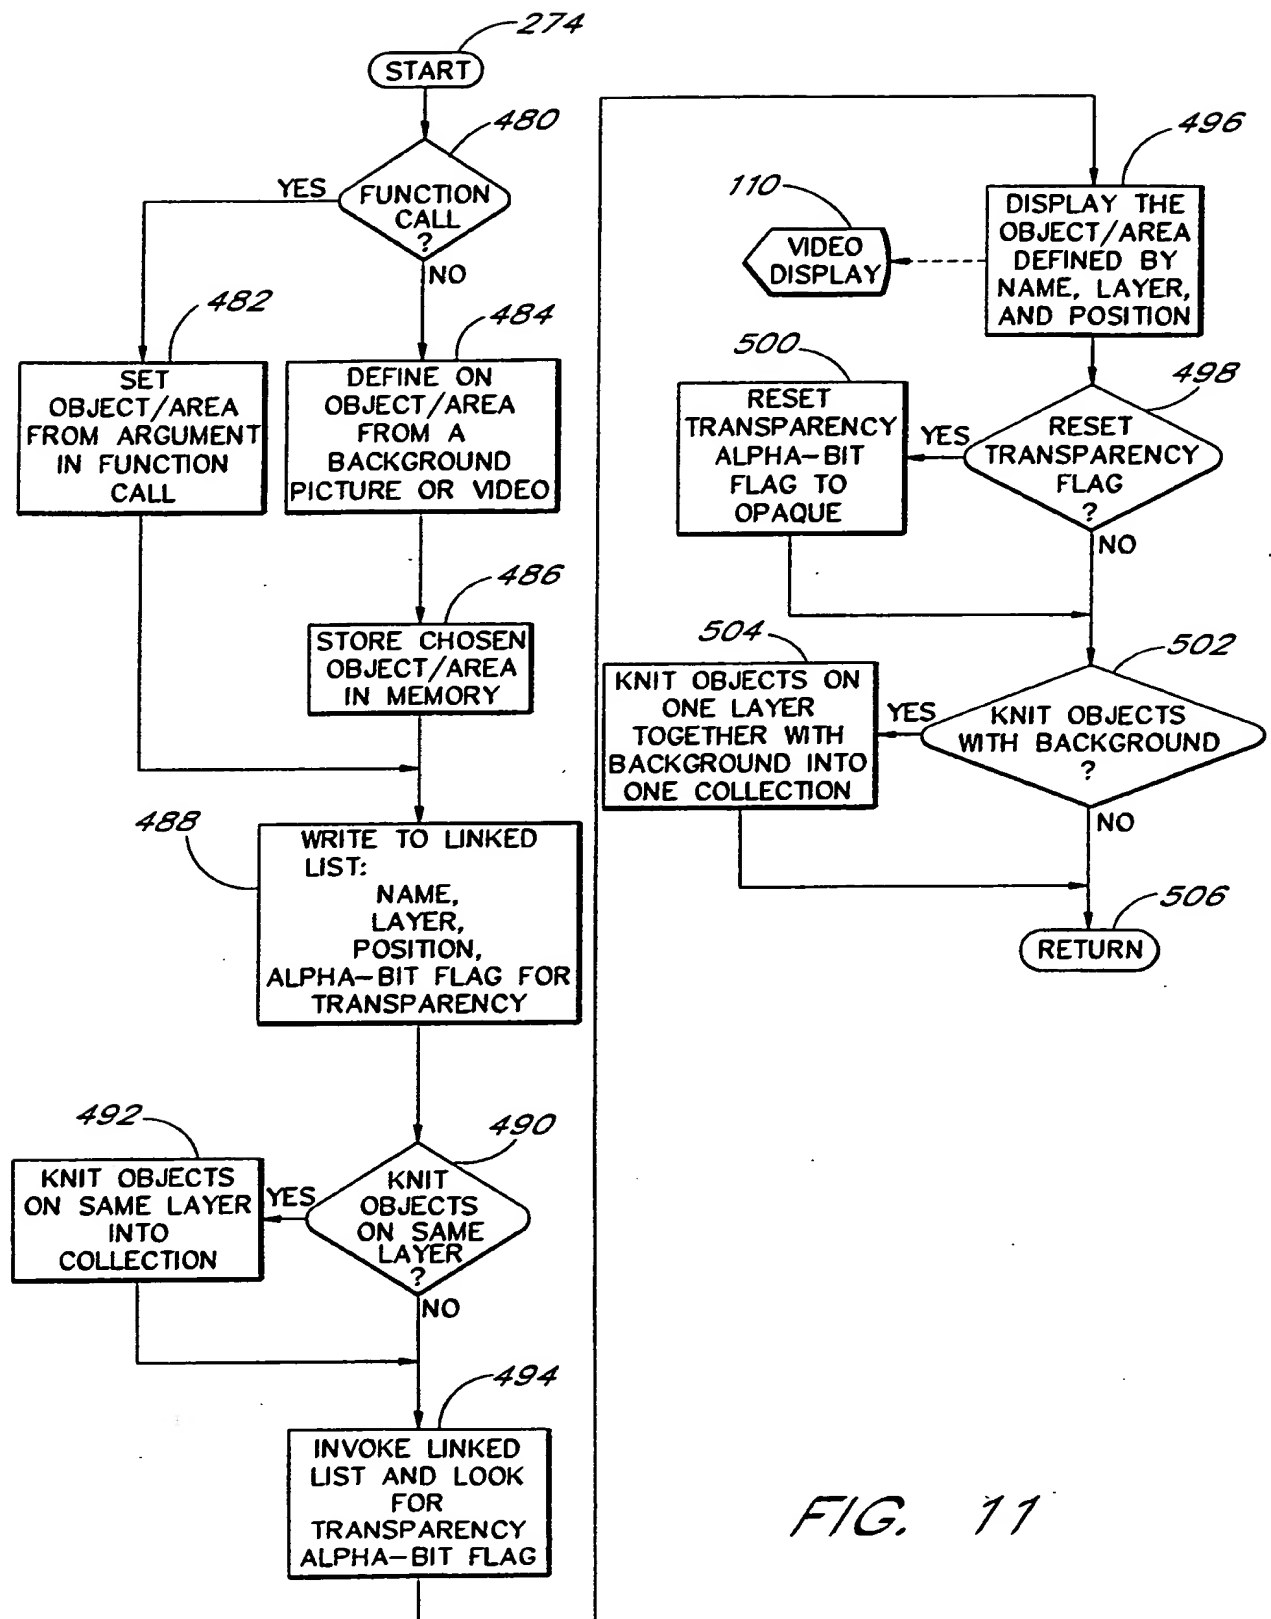 274
START
480
YES
FUNCTION
CALL
?
NO
482
SET
OBJECT/AREA
FROM ARGUMENT
IN FUNCTION
CALL
484
DEFINE ON
OBJECT/AREA
FROM A
BACKGROUND
PICTURE OR VIDEO
486
STORE CHOSEN
OBJECT/AREA
IN MEMORY
488
WRITE TO LINKED
LIST:
NAME,
LAYER,
POSITION,
ALPHA-BIT FLAG FOR
TRANSPARENCY
492
KNIT OBJECTS
ON SAME LAYER
INTO
COLLECTION
YES
490
KNIT
OBJECTS
ON SAME
LAYER
?
NO
494
INVOKE LINKED
LIST AND LOOK
FOR
TRANSPARENCY
ALPHA-BIT FLAG
496
DISPLAY THE
OBJECT/AREA
DEFINED BY
NAME, LAYER,
AND POSITION
110
VIDEO
DISPLAY
500
RESET
TRANSPARENCY
ALPHA-BIT
FLAG TO
OPAQUE
YES
498
RESET
TRANSPARENCY
FLAG
?
NO
504
KNIT OBJECTS ON
ONE LAYER
TOGETHER WITH
BACKGROUND INTO
ONE COLLECTION
YES
502
KNIT OBJECTS
WITH BACKGROUND
?
NO
506
RETURN
FIG. 11